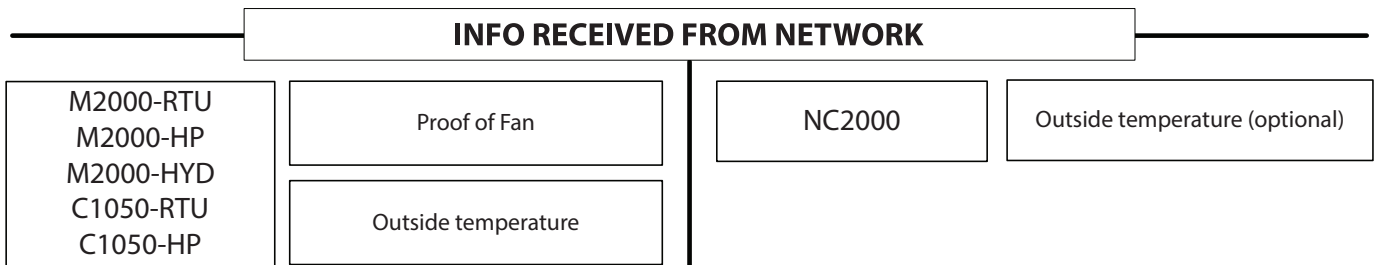 INFO RECEIVED FROM NETWORK
M2000-RTU
M2000-HP
M2000-HYD
C1050-RTU
C1050-HP
Proof of Fan
Outside temperature
NC2000
Outside temperature (optional)